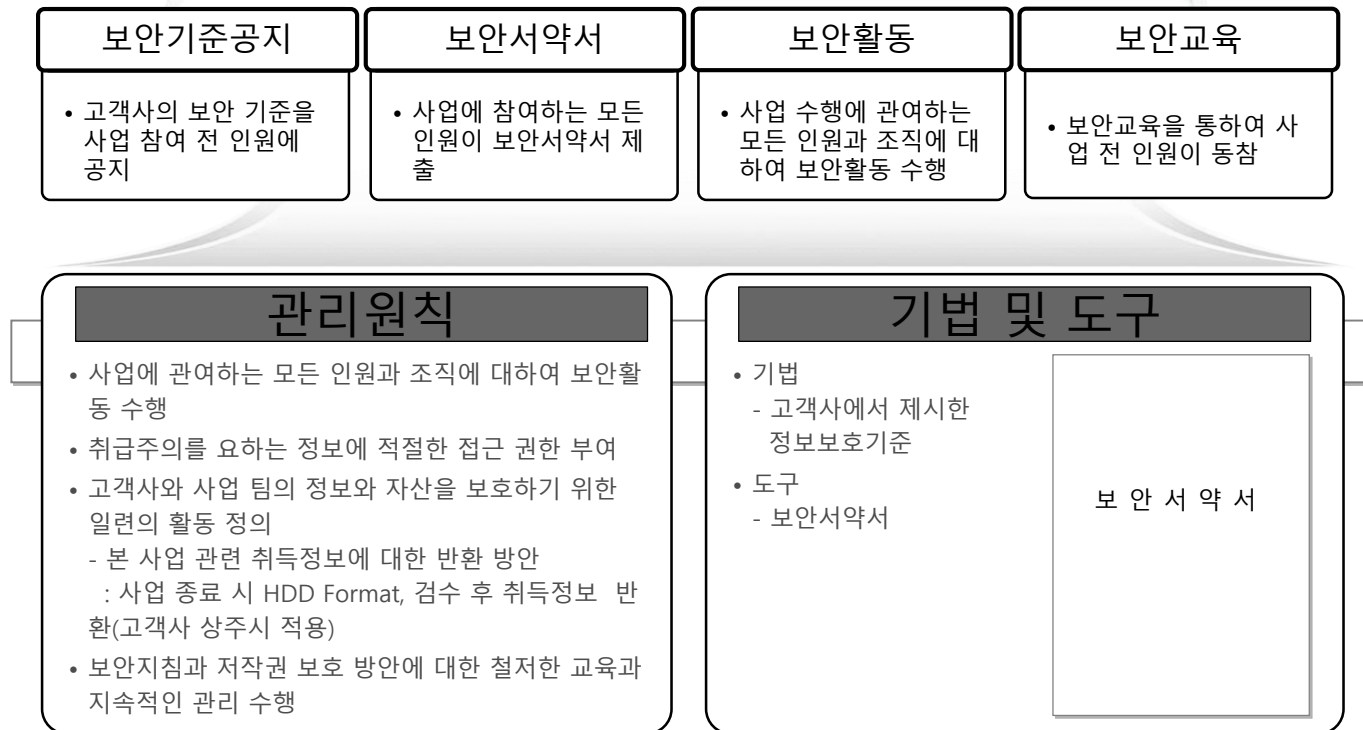 보안기준공지
• 고객사의 보안 기준을
사업 참여 전 인원에
공지
보안서약서
• 사업에 참여하는 모든
인원이 보안서약서 제
출
보안활동
• 사업 수행에 관여하는
모든 인원과 조직에 대
하여 보안활동 수행
보안교육
• 보안교육을 통하여 사
업 전 인원이 동참
관리원칙
• 사업에 관여하는 모든 인원과 조직에 대하여 보안활
동 수행
• 취급주의를 요하는 정보에 적절한 접근 권한 부여
• 고객사와 사업 팀의 정보와 자산을 보호하기 위한
일련의 활동 정의
- 본 사업 관련 취득정보에 대한 반환 방안
: 사업 종료 시 HDD Format, 검수 후 취득정보 반
환(고객사 상주시 적용)
• 보안지침과 저작권 보호 방안에 대한 철저한 교육과
지속적인 관리 수행
기법 및 도구
• 기법
- 고객사에서 제시한
정보보호기준
• 도구
- 보안서약서
보 안 서 약 서